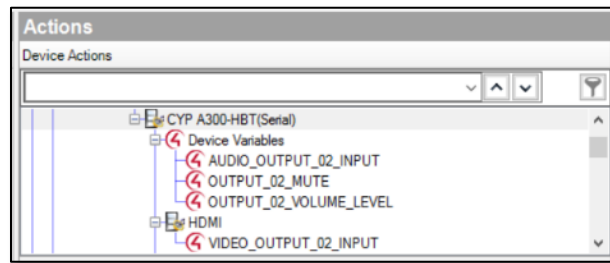 Actions
Device Actions
CYP A300-HBT(Serial)
Device Variables
AUDIO_OUTPUT_02_INPUT
OUTPUT_02_MUTE
OUTPUT_02_VOLUME_LEVEL
HDMI
VIDEO_OUTPUT_02_INPUT